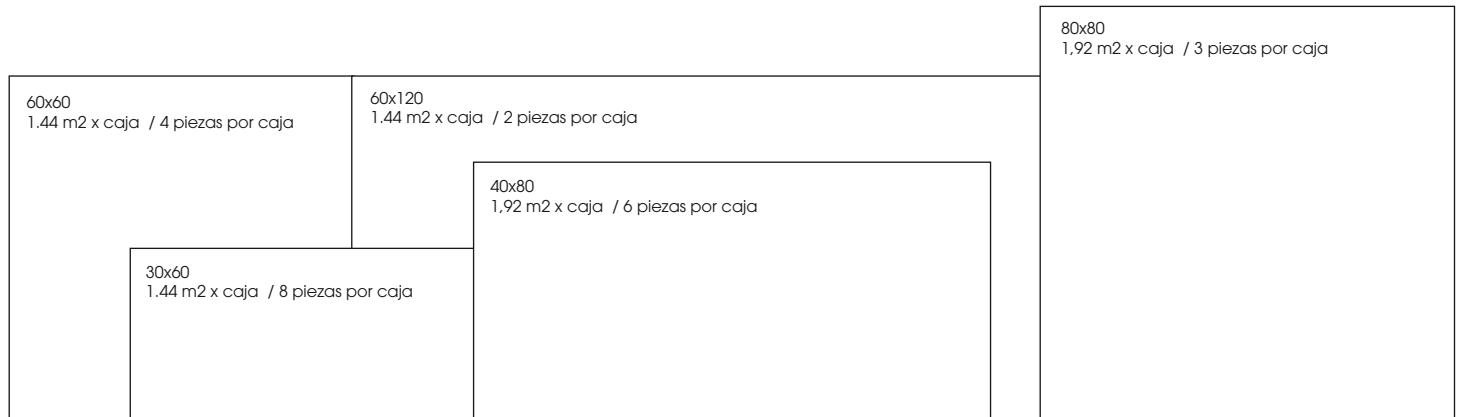 80x80
1,92 m2 x caja / 3 piezas por caja
60x60
1.44 m2 x caja / 4 piezas por caja
60x120
1.44 m2 x caja / 2 piezas por caja
40x80
1,92 m2 x caja / 6 piezas por caja
30x60
1.44 m2 x caja / 8 piezas por caja